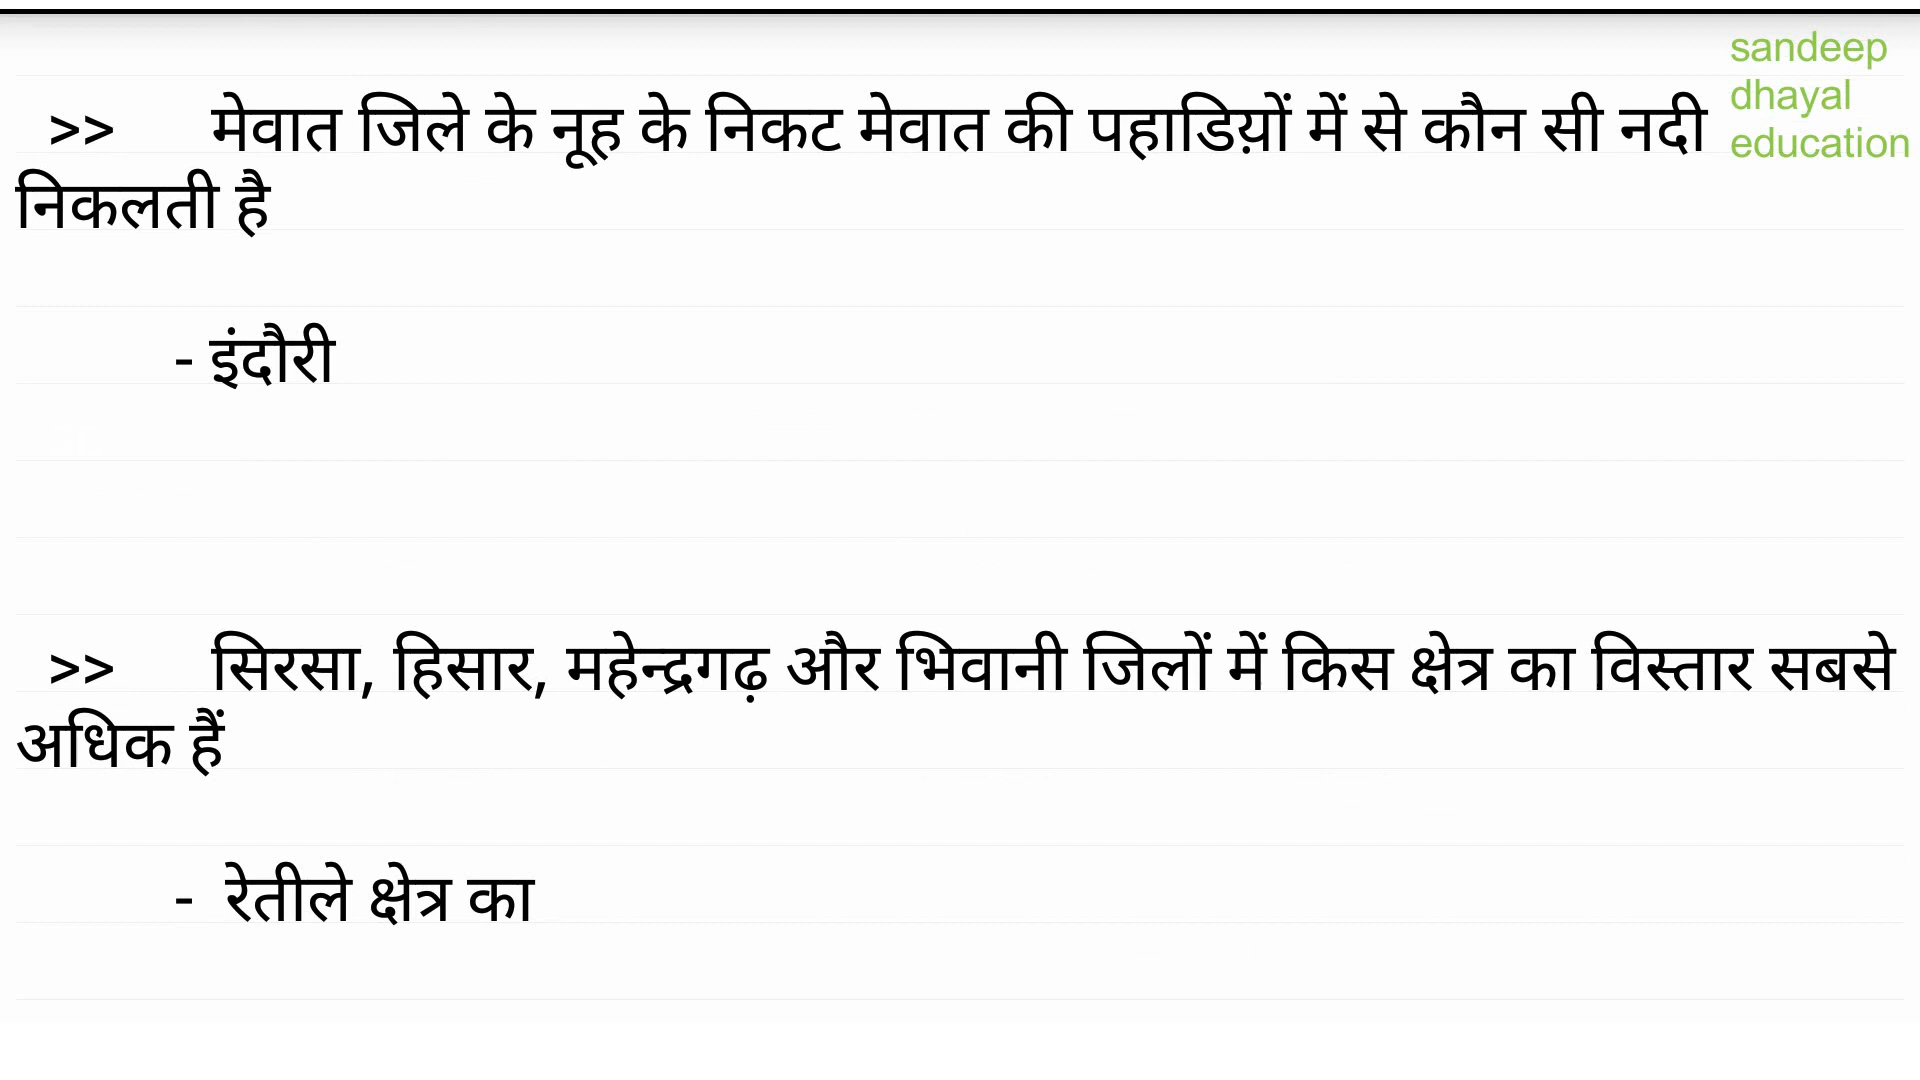 sandeep
dhayal
education
>> मेवात जिले के नूह के निकट मेवात की पहाडिय़ों में से कौन सी नदी
निकलती है
- इंदौरी
>> सिरसा, हिसार, महेन्द्रगढ़ और भिवानी जिलों में किस क्षेत्र का विस्तार सबसे
अधिक हैं
- रेतीले क्षेत्र का